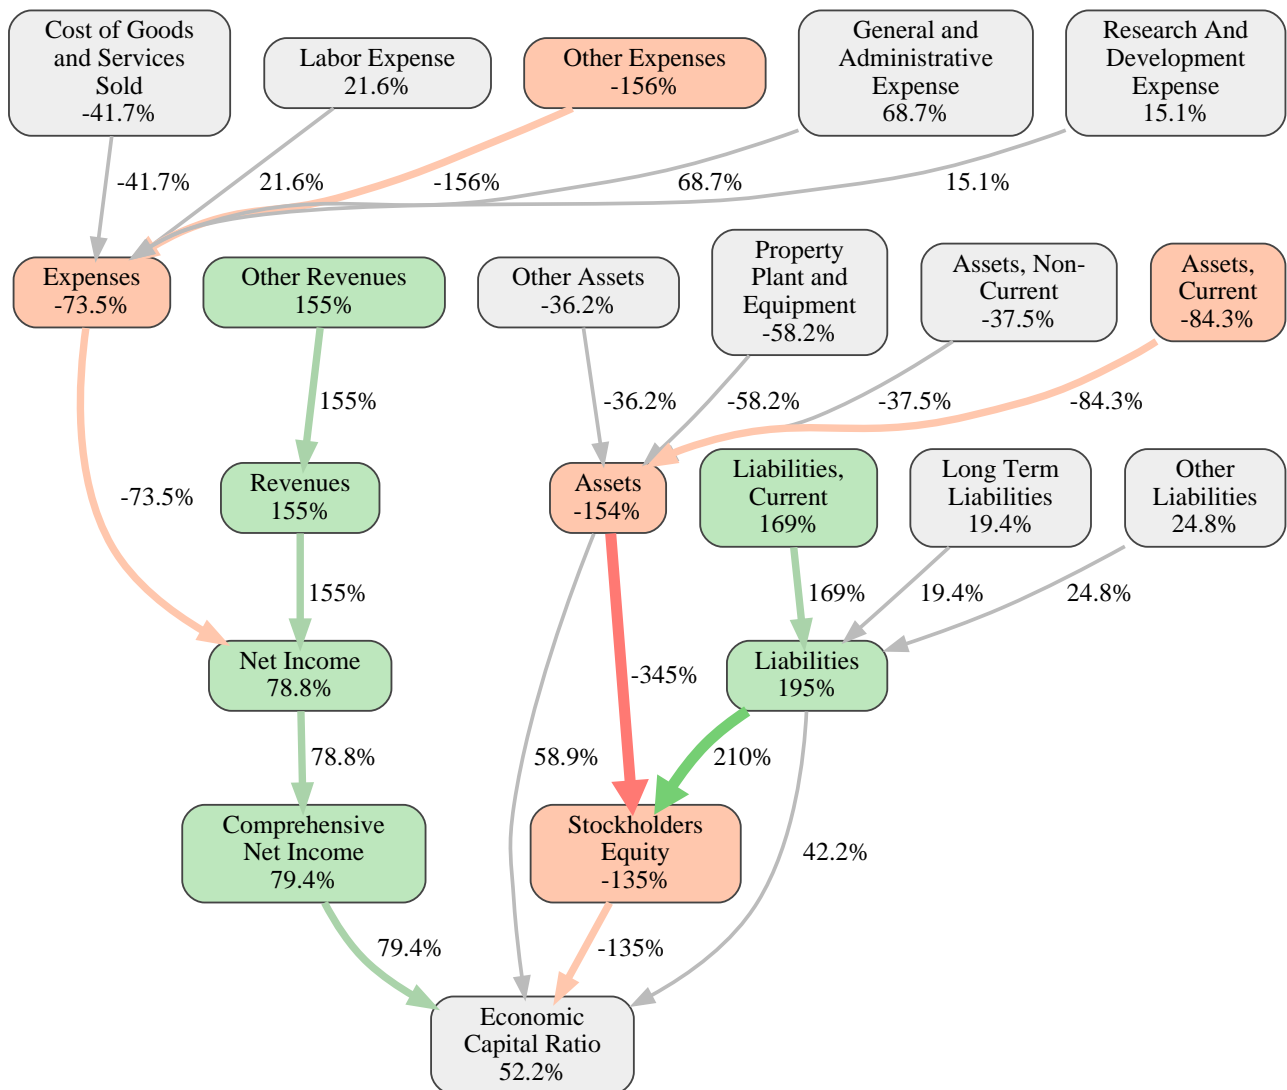 Cost of Goods
and Services
Sold
-41.7%
Labor Expense
21.6%
Other Expenses
-156%
General and
Administrative
Expense
68.7%
Research And
Development
Expense
15.1%
-41.7%
21.6%
-156%
68.7%
15.1%
Expenses
-73.5%
Other Revenues
155%
Other Assets
-36.2%
Property
Plant and
Equipment
-58.2%
Assets, Non-
Current
-37.5%
Assets,
Current
-84.3%
155%
-36.2%
-58.2%
-37.5%
-84.3%
-73.5%
Revenues
155%
Assets
-154%
Liabilities,
Current
169%
Long Term
Liabilities
19.4%
Other
Liabilities
24.8%
155%
169%
19.4%
24.8%
Net Income
78.8%
-345%
Liabilities
195%
78.8%
58.9%
210%
Comprehensive
Net Income
79.4%
Stockholders
Equity
-135%
42.2%
79.4%
-135%
Economic
Capital Ratio
52.2%